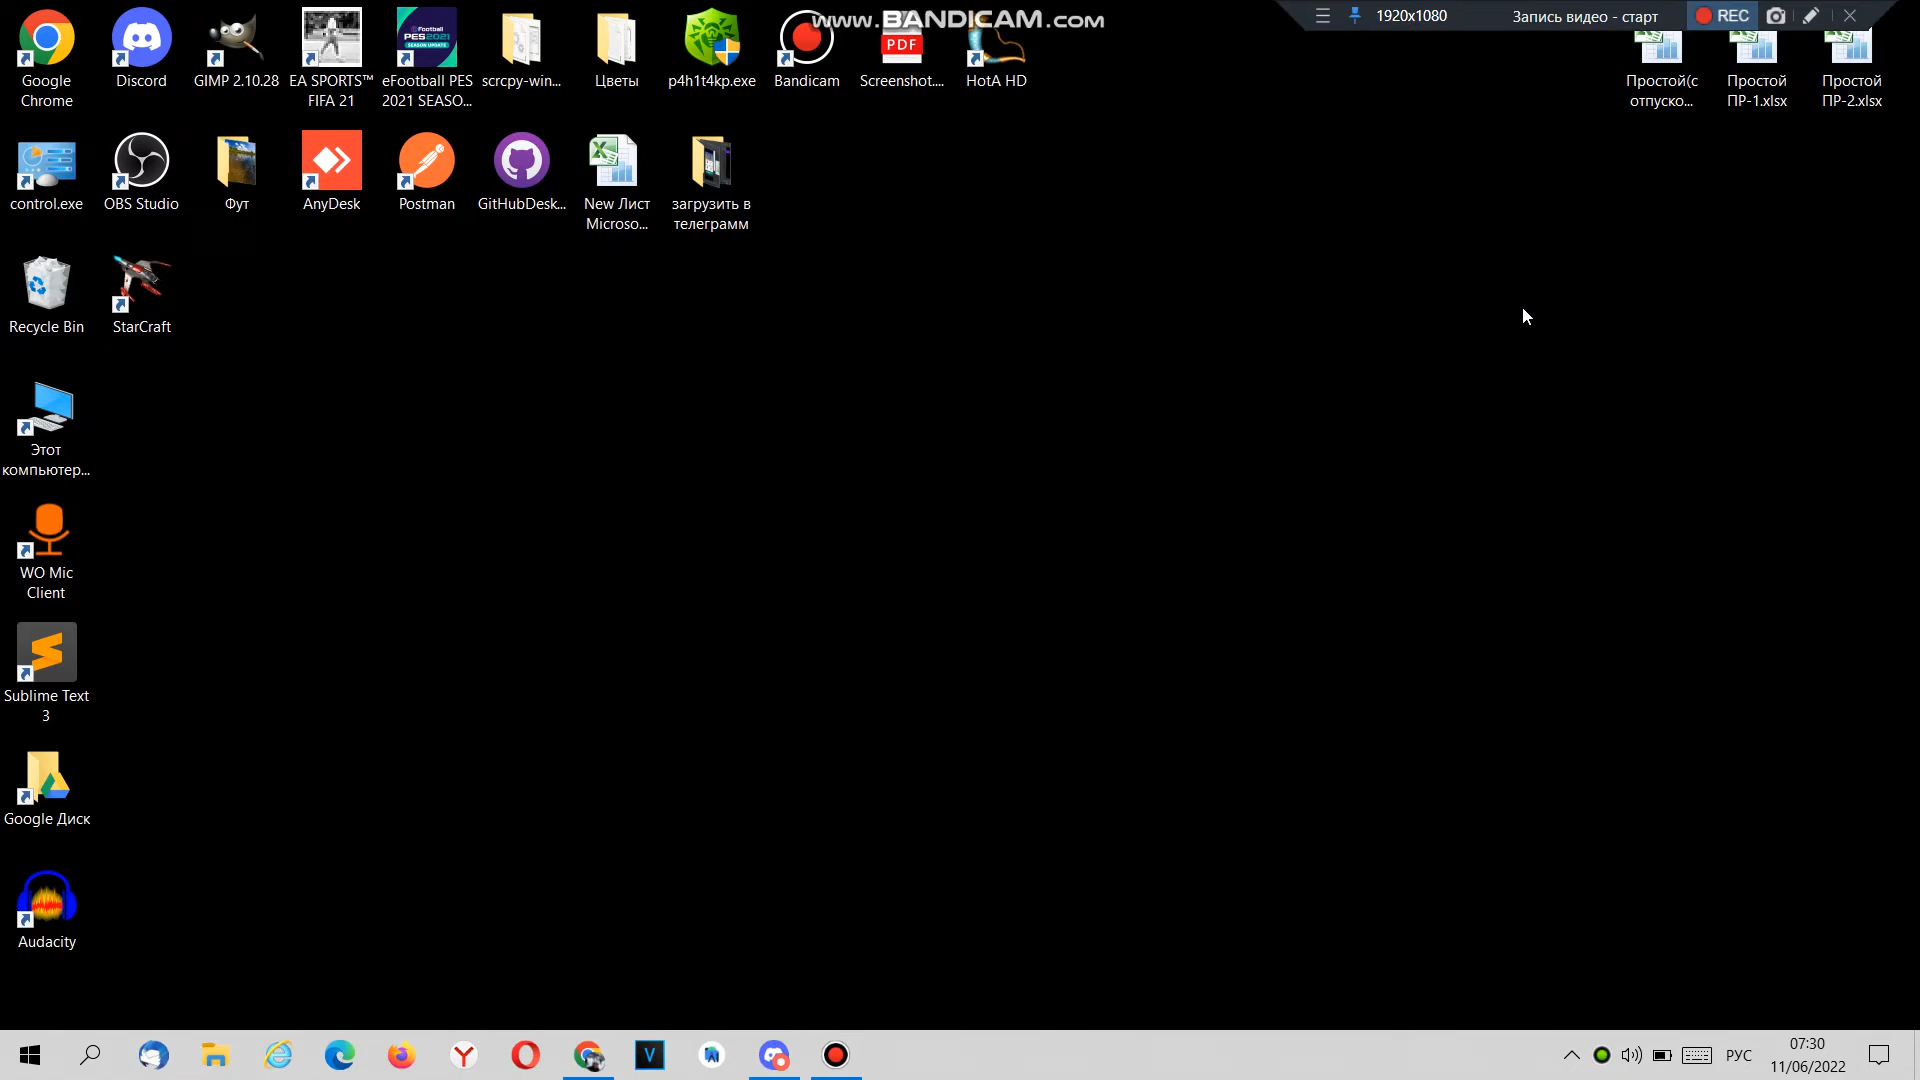 www.BANDICAM.com
1920x1080
Запись видео - старт
REC
Google
Chrome
Discord
GIMP 2.10.28
EA SPORTS™
FIFA 21
eFootball PES
2021 SEASO...
scrcpy-win...
Цветы
p4h1t4kp.exe
Bandicam
Screenshot....
HotA HD
Простой(с
отпуско...
Простой
ПР-1.xlsx
Простой
ПР-2.xlsx
eFootball
PES2021
SEASON UPDATE
PDF
control.exe
OBS Studio
Фут
AnyDesk
Postman
GitHubDesk...
New Лист
Microso...
загрузить в
телеграмм
Recycle Bin
StarCraft
Этот
компьютер...
WO Mic
Client
Sublime Text
3
Google Диск
Audacity
РУС
07:30
11/06/2022